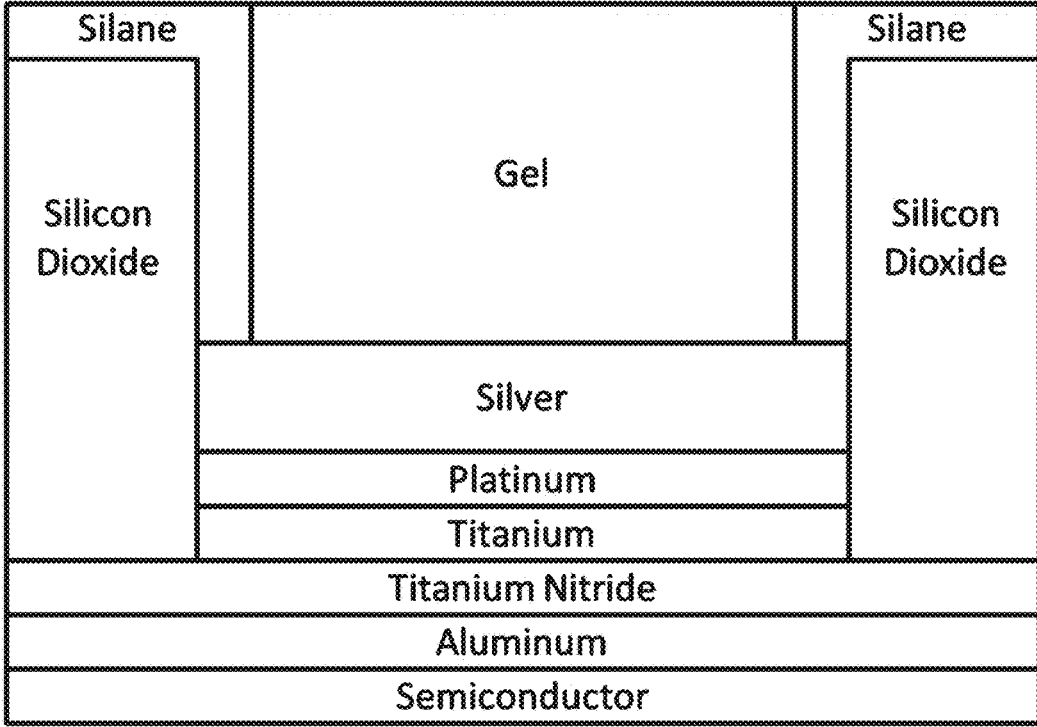 Silane
Silane
Gel
Silicon
Dioxide
Silicon
Dioxide
Silver
Platinum
Titanium
Titanium Nitride
Aluminum
Semiconductor